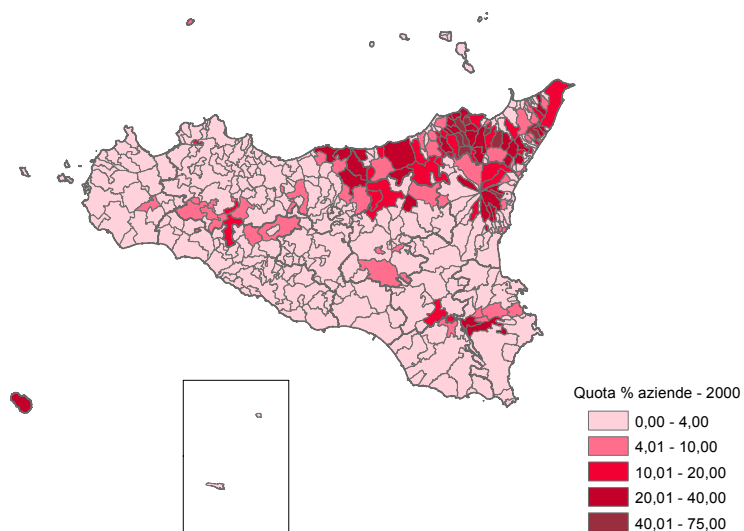 Quota % aziende - 2000
0,00 - 4,00
4,01 - 10,00
10,01 - 20,00
20,01 - 40,00
40,01 - 75,00